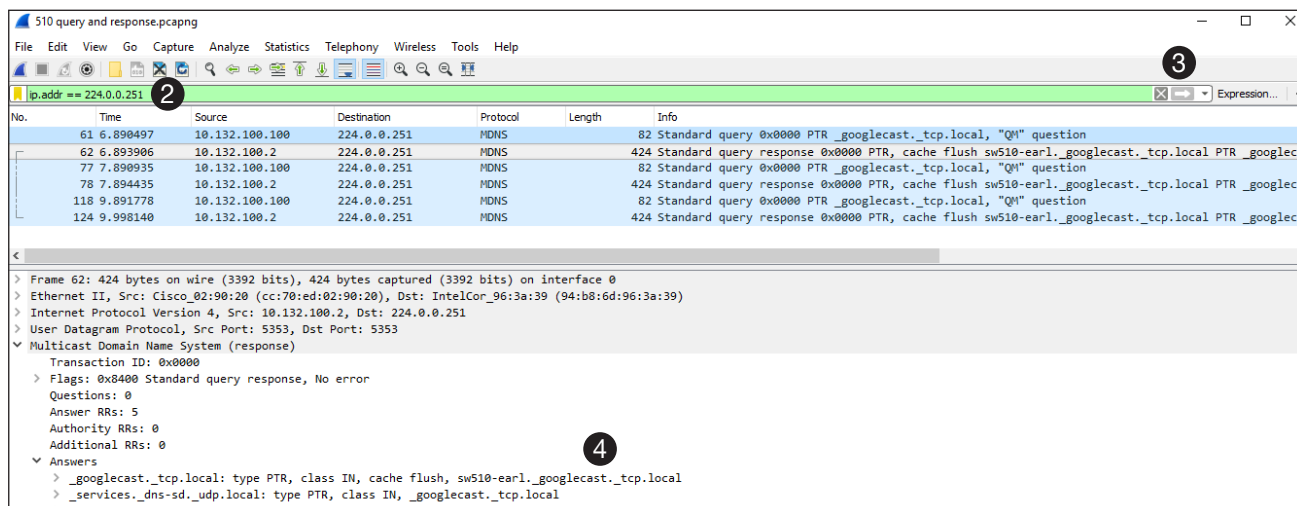 510 query and response.pcapng
File Edit View Go Capture Analyze Statistics Telephony Wireless Tools Help
3
ip.addr == 224.0.0.251 2 Expression...
No. Time Source Destination Protocol Length Info
61 6.890497 10.132.100.100 224.0.0.251 MDNS 82 Standard query 0x0000 PTR _googlecast._tcp.local, "QM" question
62 6.893906 10.132.100.2 224.0.0.251 MDNS 424 Standard query response 0x0000 PTR, cache flush sw510-earl._googlecast._tcp.local PTR _googlec
77 7.890935 10.132.100.100 224.0.0.251 MDNS 82 Standard query 0x0000 PTR _googlecast._tcp.local, "QM" question
78 7.894435 10.132.100.2 224.0.0.251 MDNS 424 Standard query response 0x0000 PTR, cache flush sw510-earl._googlecast._tcp.local PTR _googlec
118 9.891778 10.132.100.100 224.0.0.251 MDNS 82 Standard query 0x0000 PTR _googlecast._tcp.local, "QM" question
124 9.998140 10.132.100.2 224.0.0.251 MDNS 424 Standard query response 0x0000 PTR, cache flush sw510-earl._googlecast._tcp.local PTR _googlec
Frame 62: 424 bytes on wire (3392 bits), 424 bytes captured (3392 bits) on interface 0
Ethernet II, Src: Cisco_02:90:20 (cc:70:ed:02:90:20), Dst: IntelCor_96:3a:39 (94:b8:6d:96:3a:39)
Internet Protocol Version 4, Src: 10.132.100.2, Dst: 224.0.0.251
User Datagram Protocol, Src Port: 5353, Dst Port: 5353
Multicast Domain Name System (response)
Transaction ID: 0x0000
Flags: 0x8400 Standard query response, No error
Questions: 0
Answer RRs: 5
Authority RRs: 0
Additional RRs: 0
4
Answers
_googlecast._tcp.local: type PTR, class IN, cache flush, sw510-earl._googlecast._tcp.local
_services._dns-sd._udp.local: type PTR, class IN, _googlecast._tcp.local